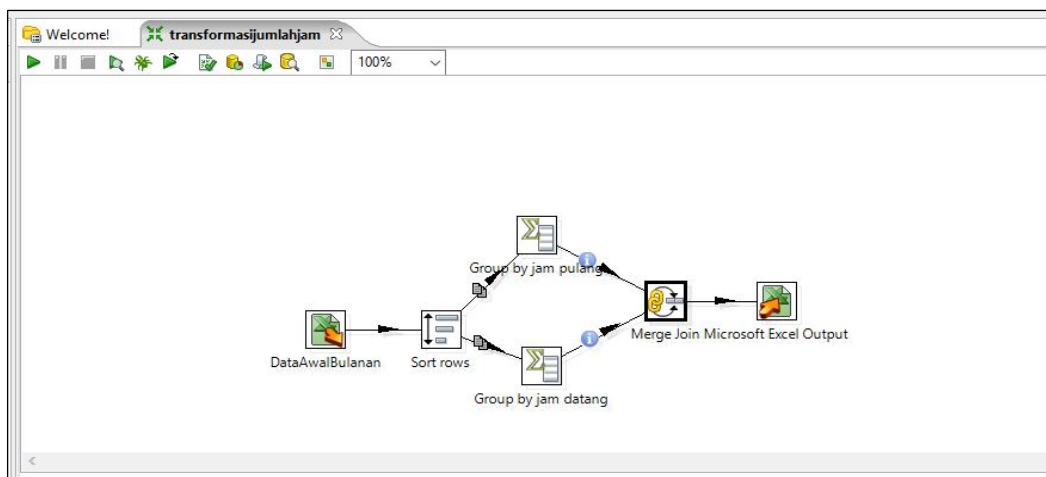 Welcome!
transformasijumlahjam
100%
Group by jam pulang
DataAwalBulanan
Sort rows
Merge Join
Microsoft Excel Output
Group by jam datang